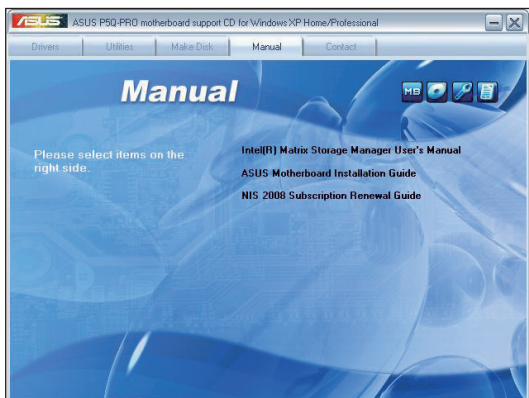 ASUS P5Q-PRO motherboard support CD for Windows XP Home/Professional
Drivers Utilities Make Disk Manual Contact
Manual
MB
Please select items on the
right side.
Intel(R) Matrix Storage Manager User's Manual
ASUS Motherboard Installation Guide
NIS 2008 Subscription Renewal Guide